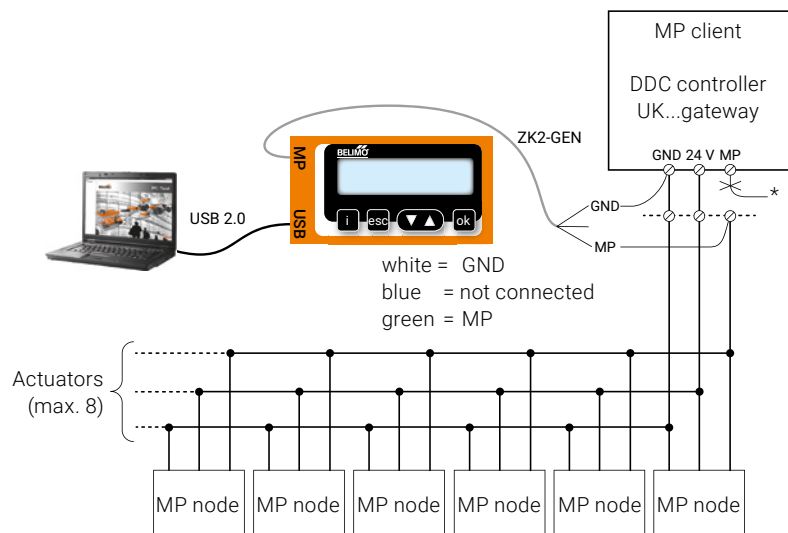 MP client
DDC controller
UK...gateway
GND 24 V MP
*
ZK2-GEN
MP
BELIMO
USB
i esc ok
USB 2.0
GND
MP
white = GND
blue = not connected
green = MP
Actuators
(max. 8)
MP node MP node MP node MP node MP node MP node